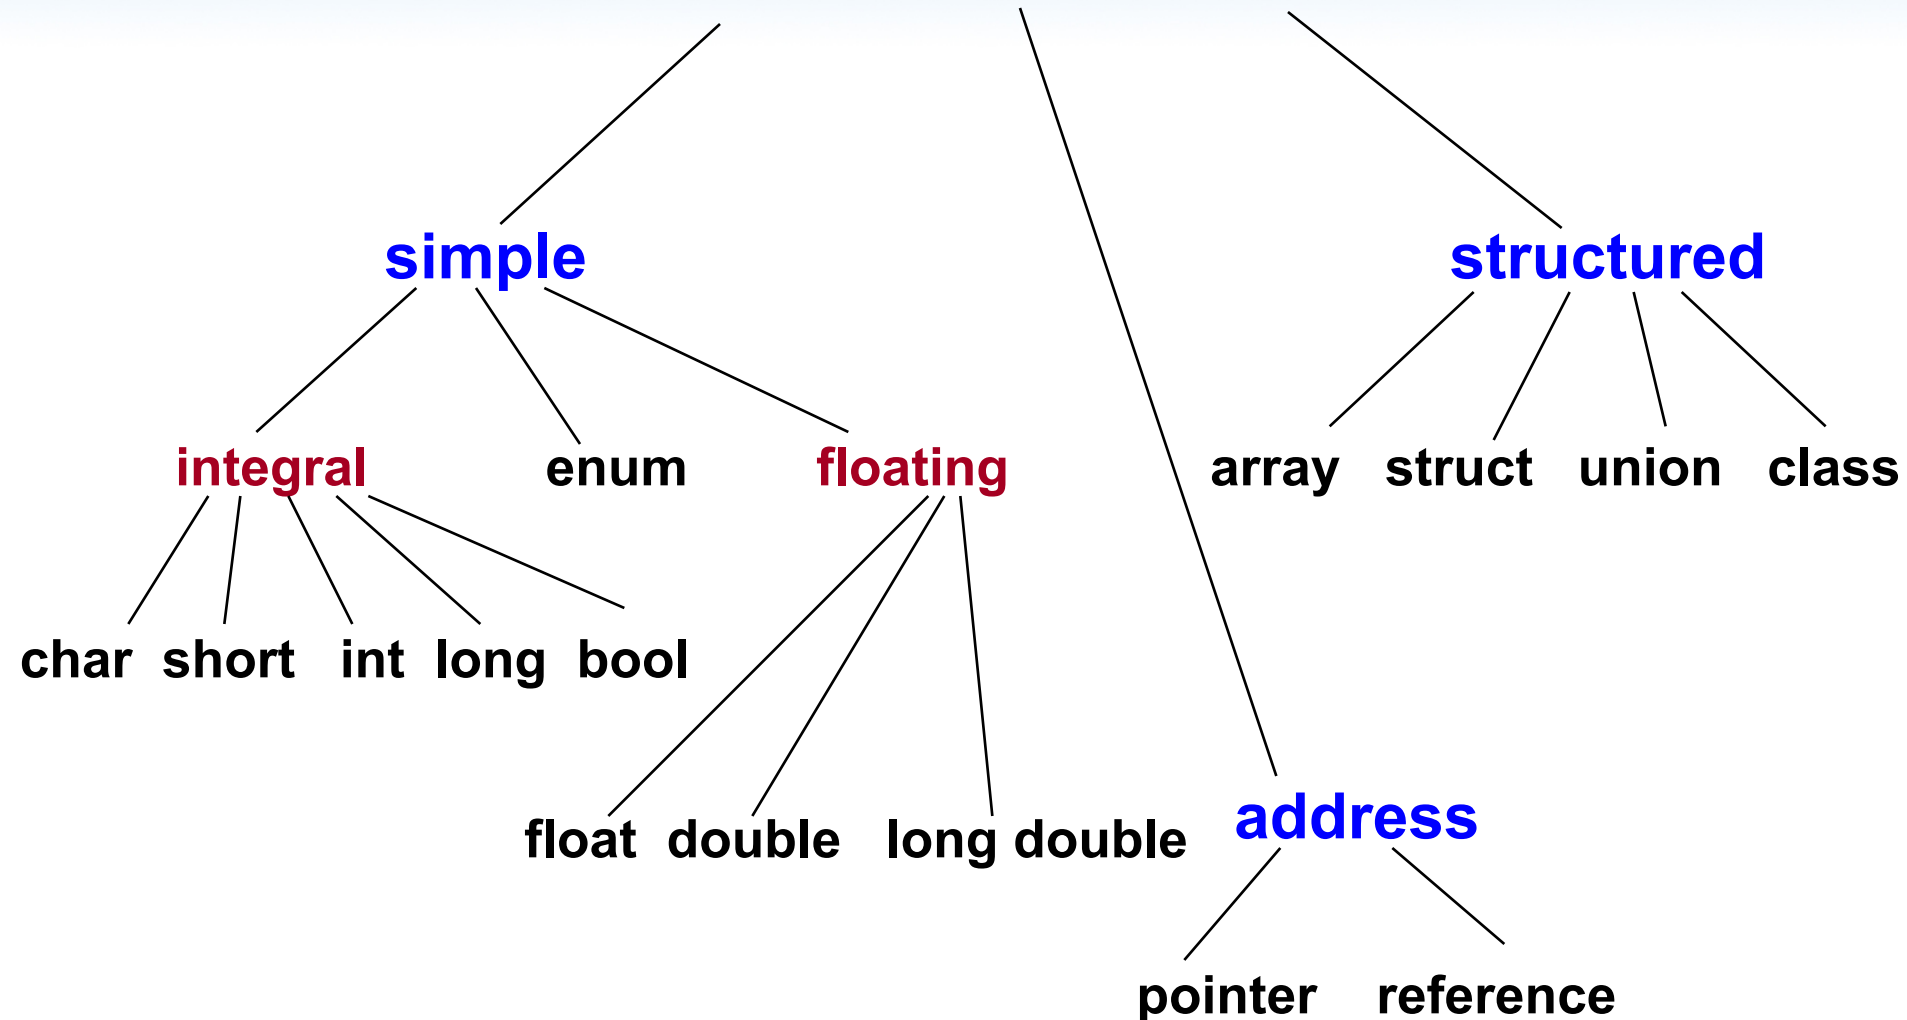 simple structured
integral enum floating array struct union class
char short int long bool
float double long double address
pointer reference